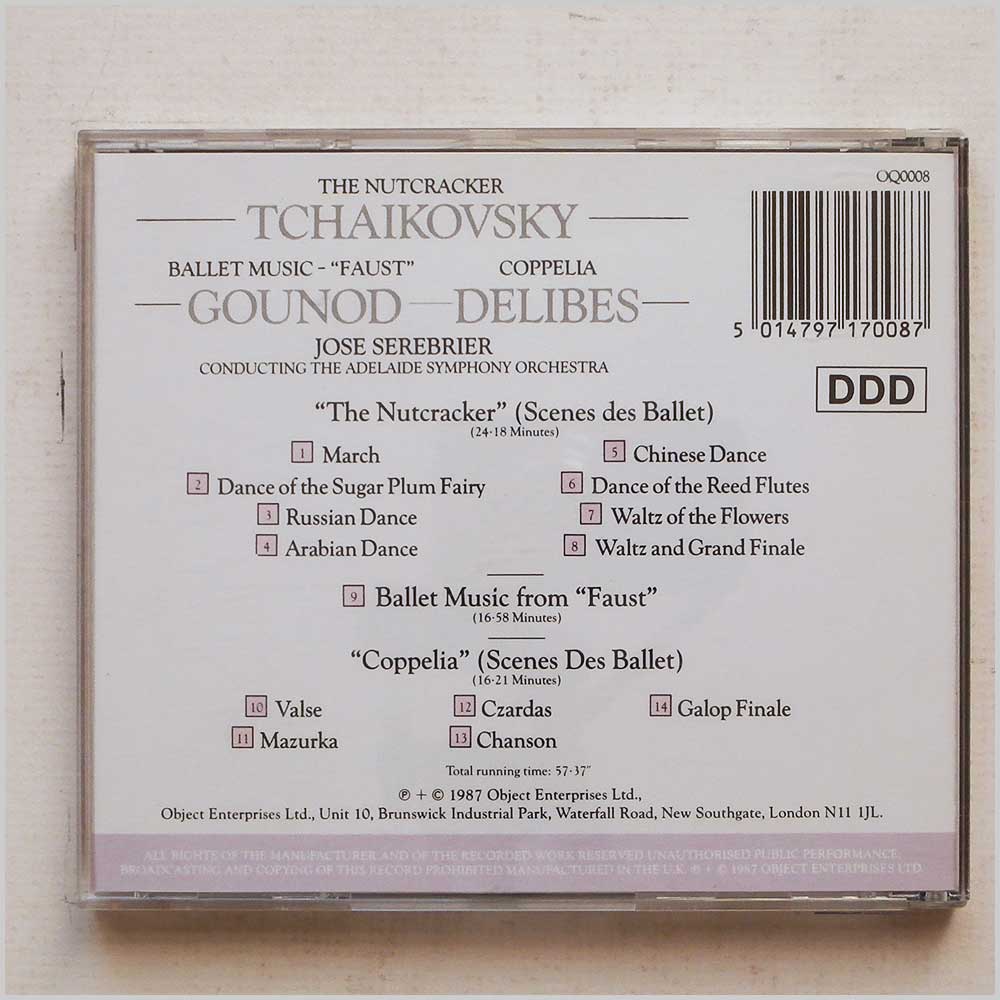 OQ0008
THE NUTCRACKER
TCHAIKOVSKY
BALLET MUSIC - “FAUST” COPPELIA
GOUNOD — DELIBES
5 014797 170087
JOSE SEREBRIER
CONDUCTING THE ADELAIDE SYMPHONY ORCHESTRA
DDD
“The Nutcracker” (Scenes des Ballet)
(24·18 Minutes)
1 March
2 Dance of the Sugar Plum Fairy
3 Russian Dance
4 Arabian Dance
5 Chinese Dance
6 Dance of the Reed Flutes
7 Waltz of the Flowers
8 Waltz and Grand Finale
9 Ballet Music from “Faust”
(16·58 Minutes)
“Coppelia” (Scenes Des Ballet)
(16·21 Minutes)
10 Valse
11 Mazurka
12 Czardas
13 Chanson
14 Galop Finale
Total running time: 57·37″
℗ + © 1987 Object Enterprises Ltd.,
Object Enterprises Ltd., Unit 10, Brunswick Industrial Park, Waterfall Road, New Southgate, London N11 1JL.
ALL RIGHTS OF THE MANUFACTURER AND OF THE RECORDED WORK RESERVED UNAUTHORISED PUBLIC PERFORMANCE,
BROADCASTING AND COPYING OF THIS RECORD PROHIBITED MANUFACTURED IN THE U.K. ℗ + © 1987 OBJECT ENTERPRISES LTD.